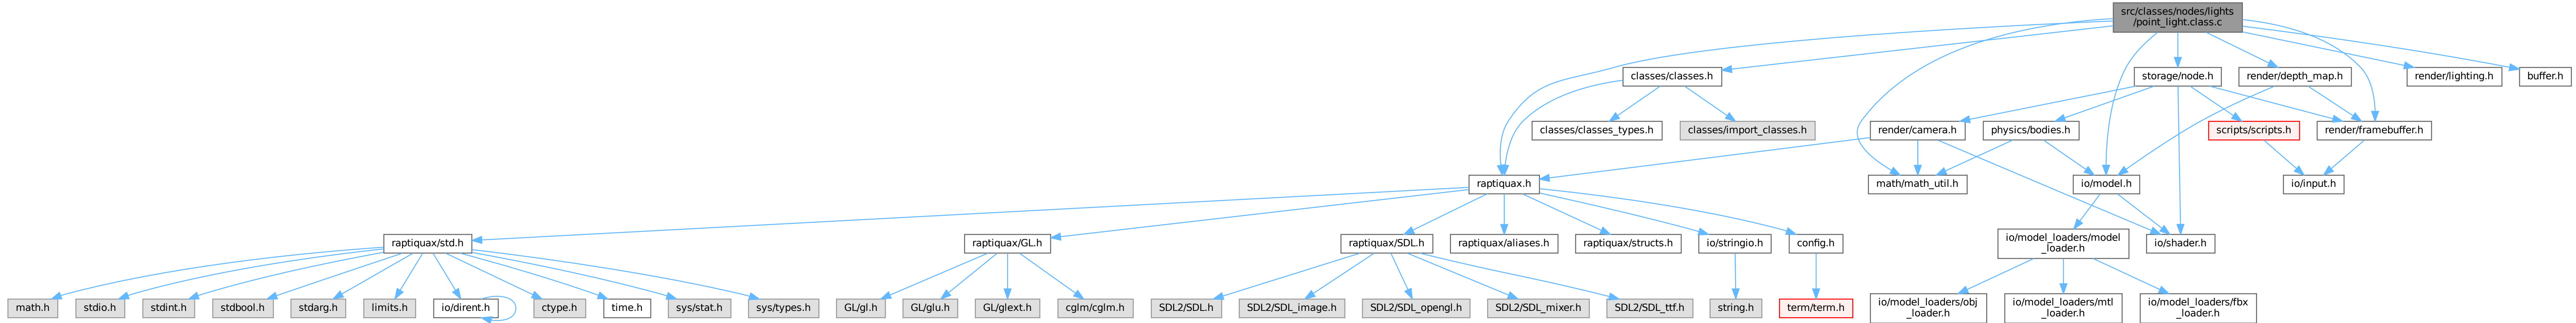 src/classes/nodes/lights
/point_light.class.c
classes/classes.h
storage/node.h
render/depth_map.h
render/lighting.h
buffer.h
classes/classes_types.h
classes/import_classes.h
render/camera.h
physics/bodies.h
scripts/scripts.h
render/framebuffer.h
raptiquax.h
math/math_util.h
io/model.h
io/input.h
raptiquax/std.h
raptiquax/GL.h
raptiquax/SDL.h
raptiquax/aliases.h
raptiquax/structs.h
io/stringio.h
config.h
io/model_loaders/model
_loader.h
io/shader.h
math.h
stdio.h
stdint.h
stdbool.h
stdarg.h
limits.h
io/dirent.h
ctype.h
time.h
sys/stat.h
sys/types.h
GL/gl.h
GL/glu.h
GL/glext.h
cglm/cglm.h
SDL2/SDL.h
SDL2/SDL_image.h
SDL2/SDL_opengl.h
SDL2/SDL_mixer.h
SDL2/SDL_ttf.h
string.h
term/term.h
io/model_loaders/obj
_loader.h
io/model_loaders/mtl
_loader.h
io/model_loaders/fbx
_loader.h